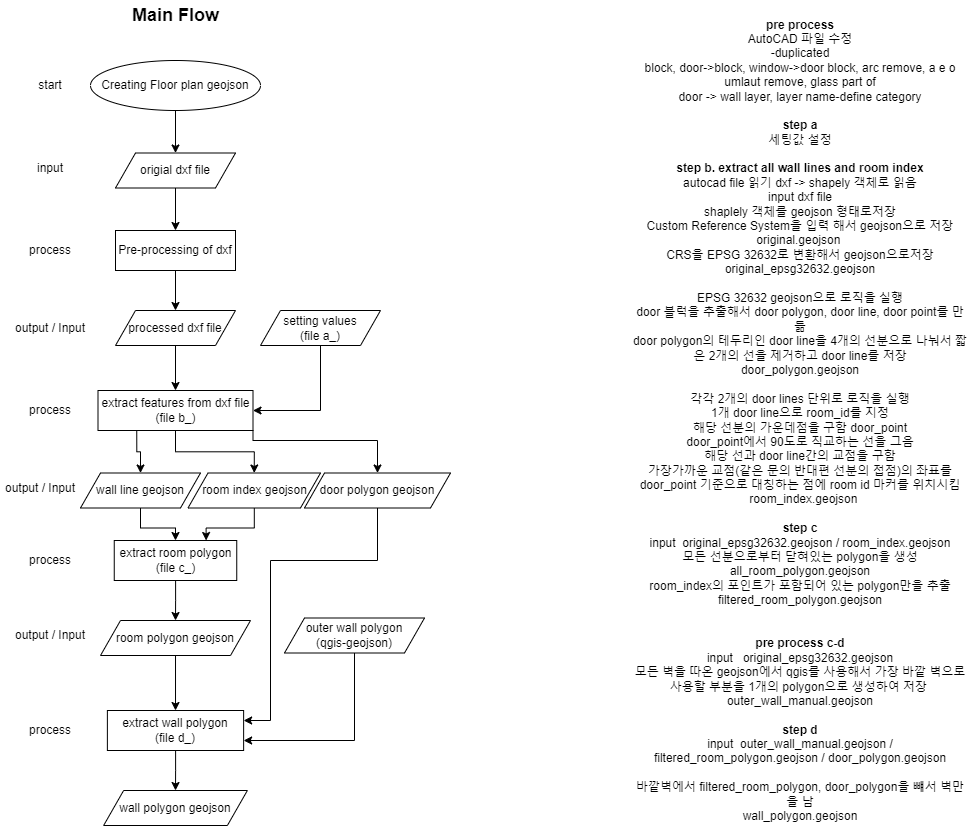 Main Flow
start
Creating Floor plan geojson
input
origial dxf file
process
Pre-processing of dxf
output / Input
processed dxf file
setting values
(file a_)
process
extract features from dxf file
(file b_)
output / Input
wall line geojson
room index geojson
door polygon geojson
process
extract room polygon
(file c_)
output / Input
room polygon geojson
outer wall polygon
(qgis-geojson)
process
extract wall polygon
(file d_)
wall polygon geojson
pre process
AutoCAD 파일 수정
-duplicated
block, door->block, window->door block, arc remove, a e o
umlaut remove, glass part of
door -> wall layer, layer name-define category
step a
세팅값 설정
step b. extract all wall lines and room index
autocad file 읽기 dxf -> shapely 객체로 읽음
input dxf file
shaplely 객체를 geojson 형태로저장
Custom Reference System을 입력 해서 geojson으로 저장
original.geojson
CRS을 EPSG 32632로 변환해서 geojson으로저장
original_epsg32632.geojson
EPSG 32632 geojson으로 로직을 실행
door 블럭을 추출해서 door polygon, door line, door point를 만
듦
door polygon의 테두리인 door line을 4개의 선분으로 나눠서 짧
은 2개의 선을 제거하고 door line를 저장
door_polygon.geojson
각각 2개의 door lines 단위로 로직을 실행
1개 door line으로 room_id를 지정
해당 선분의 가운데점을 구함 door_point
door_point에서 90도로 직교하는 선을 그음
해당 선과 door line간의 교점을 구함
가장가까운 교점(같은 문의 반대편 선분의 접점)의 좌표를
door_point 기준으로 대칭하는 점에 room id 마커를 위치시킴
room_index.geojson
step c
input  original_epsg32632.geojson / room_index.geojson
모든 선분으로부터 닫혀있는 polygon을 생성
all_room_polygon.geojson
room_index의 포인트가 포함되어 있는 polygon만을 추출
filtered_room_polygon.geojson
pre process c-d
input   original_epsg32632.geojson
모든 벽을 따온 geojson에서 qgis를 사용해서 가장 바깥 벽으로
사용할 부분을 1개의 polygon으로 생성하여 저장
outer_wall_manual.geojson
step d
input  outer_wall_manual.geojson /
filtered_room_polygon.geojson / door_polygon.geojson
바깥벽에서 filtered_room_polygon, door_polygon을 뺴서 벽만
을 남
wall_polygon.geojson